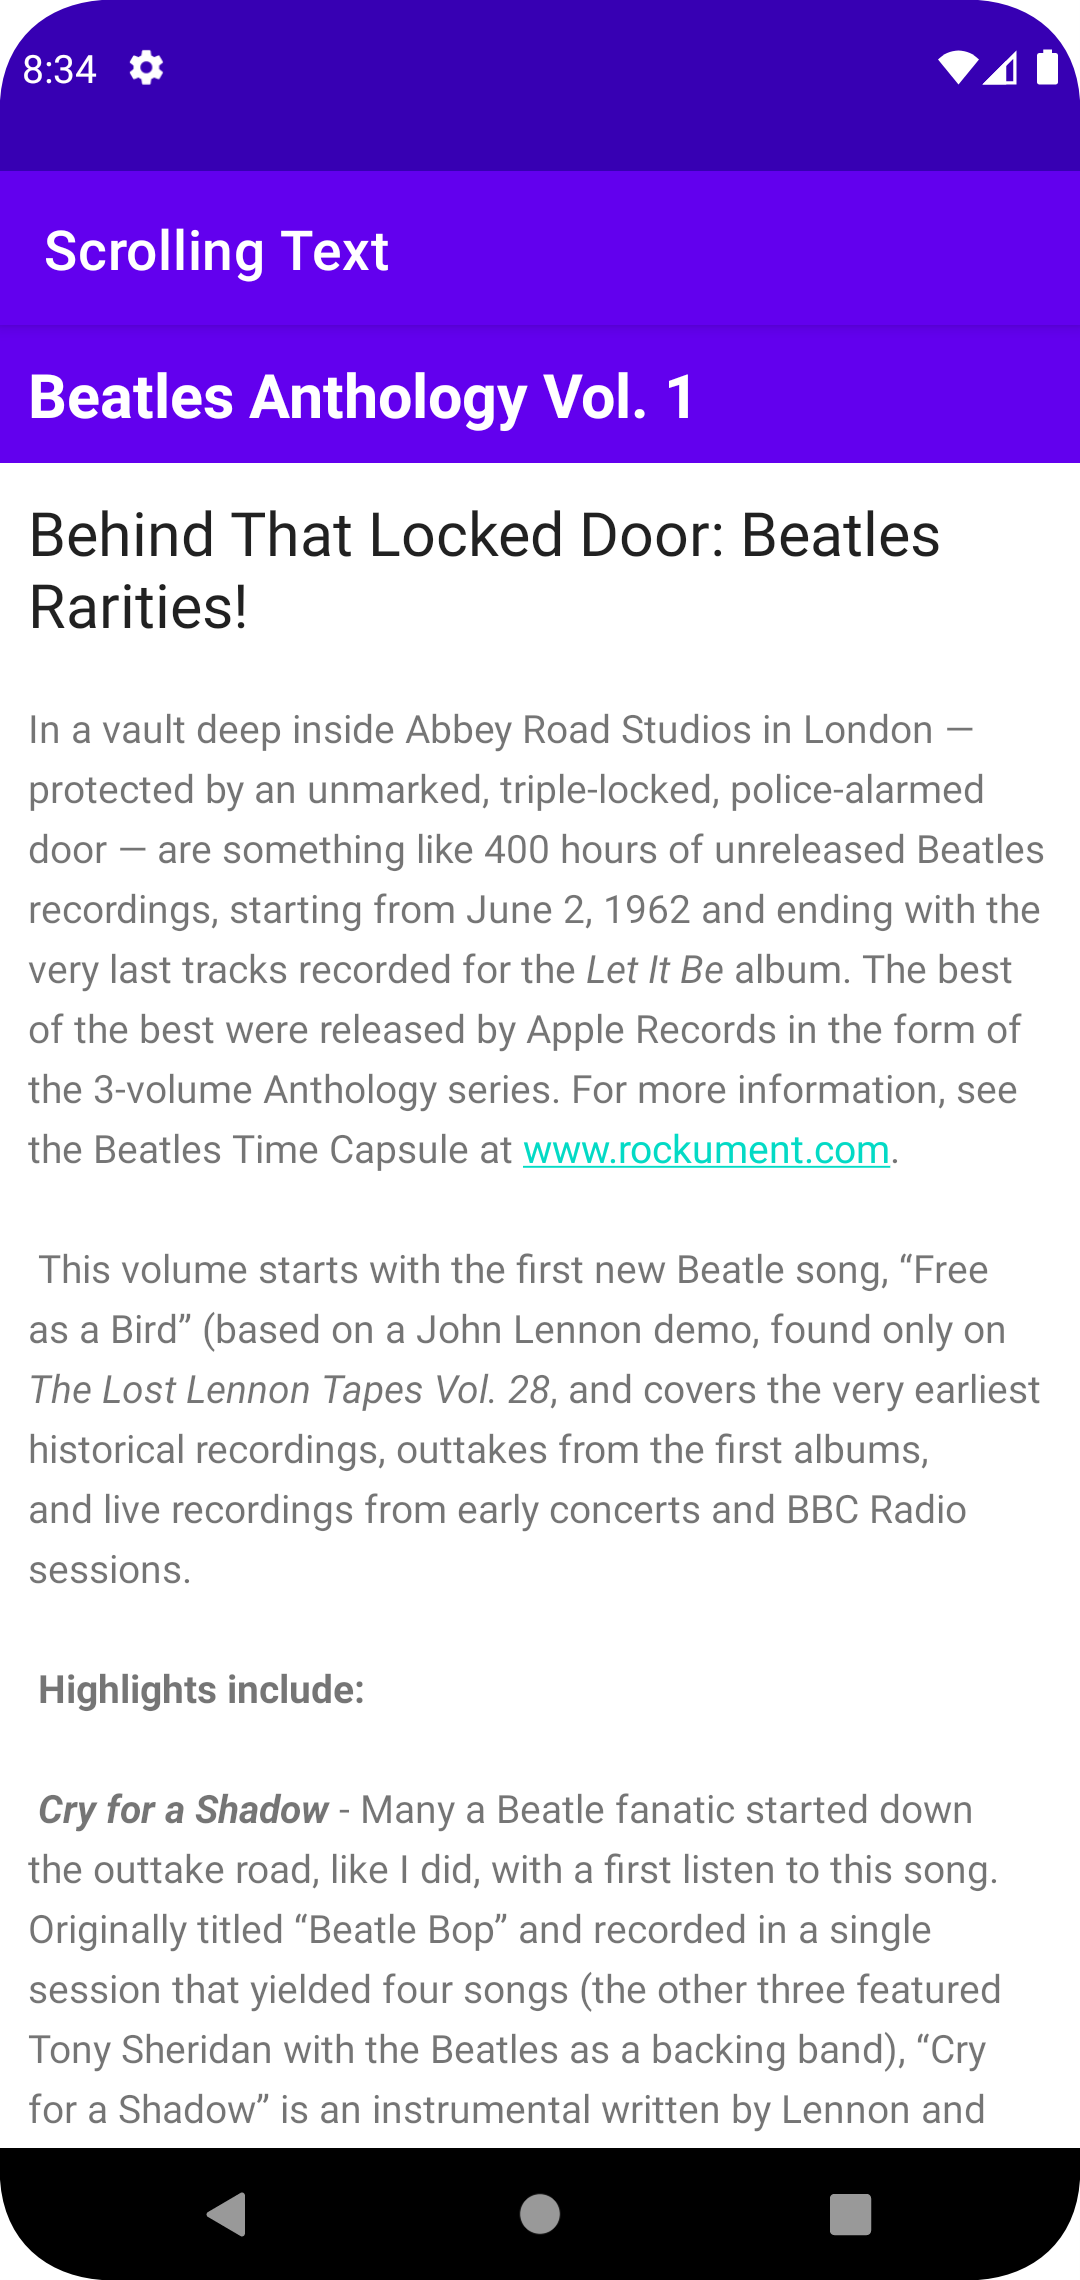 8:34
Scrolling Text
Beatles Anthology Vol. 1
Behind That Locked Door: Beatles
Rarities!
In a vault deep inside Abbey Road Studios in London —
protected by an unmarked, triple-locked, police-alarmed
door — are something like 400 hours of unreleased Beatles
recordings, starting from June 2, 1962 and ending with the
very last tracks recorded for the Let It Be album. The best
of the best were released by Apple Records in the form of
the 3-volume Anthology series. For more information, see
the Beatles Time Capsule at www.rockument.com.
This volume starts with the first new Beatle song, “Free
as a Bird” (based on a John Lennon demo, found only on
The Lost Lennon Tapes Vol. 28, and covers the very earliest
historical recordings, outtakes from the first albums,
and live recordings from early concerts and BBC Radio
sessions.
Highlights include:
Cry for a Shadow - Many a Beatle fanatic started down
the outtake road, like I did, with a first listen to this song.
Originally titled “Beatle Bop” and recorded in a single
session that yielded four songs (the other three featured
Tony Sheridan with the Beatles as a backing band), “Cry
for a Shadow” is an instrumental written by Lennon and